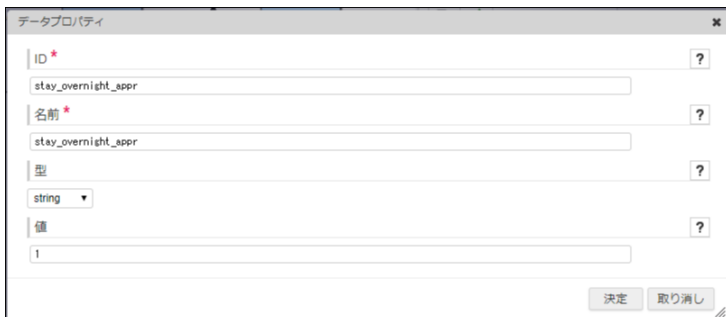 データプロパティ
ID *
?
stay_overnight_appr
名前 *
?
stay_overnight_appr
型
?
string
値
?
1
決定
取り消し